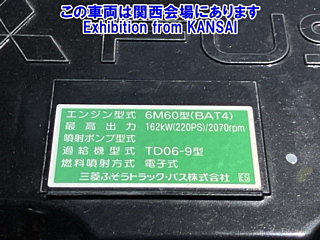 この車両は関西会場にあります
Exhibition from KANSAI
FUS
エンジン型式 6M60型(BAT4)
最高出力 162kW(220PS)/2070rpm
噴射ポンプ型式
過給機型式 TD06-9型
燃料噴射方式 電子式
三菱ふそうトラック・バス株式会社